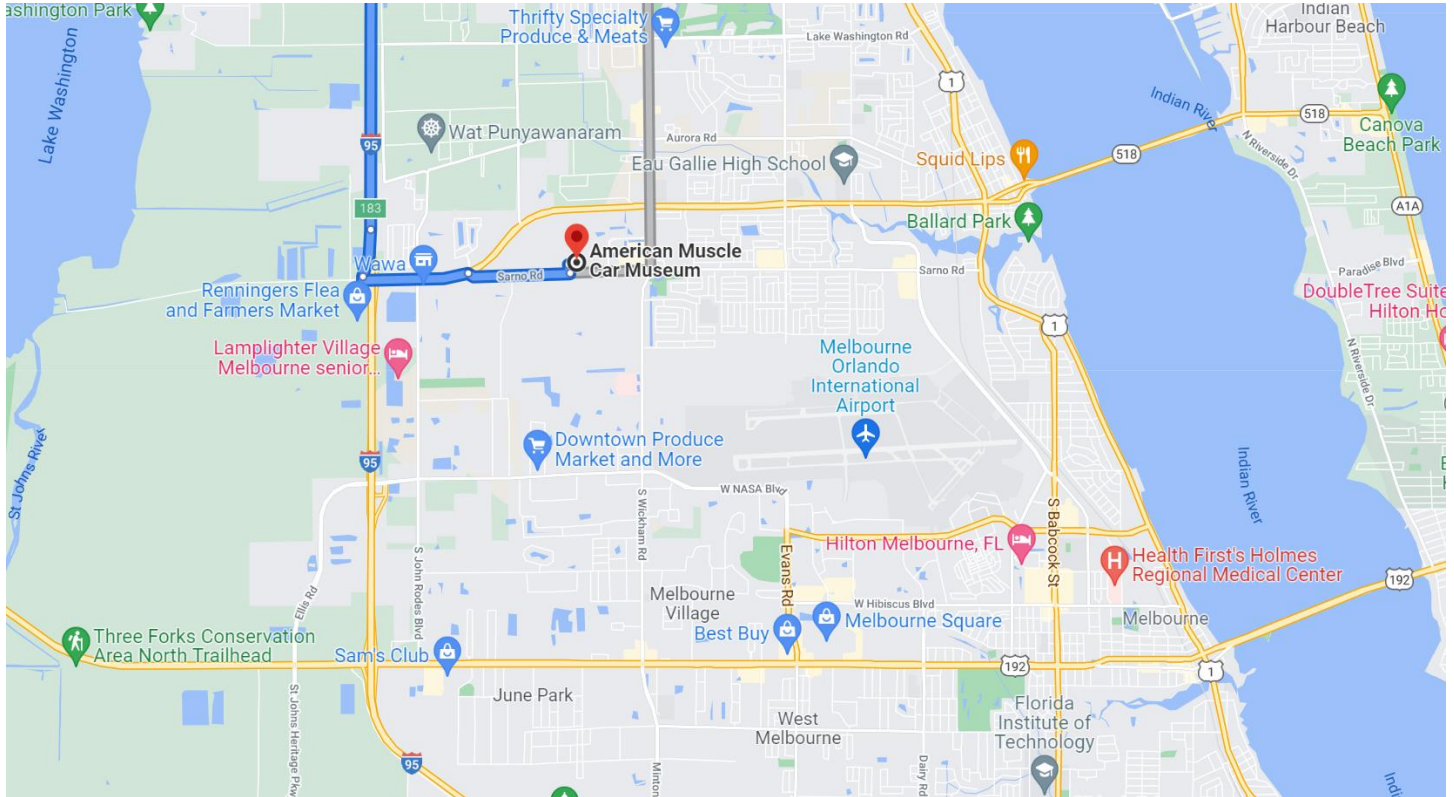 ashington Park
Thrifty Specialty
Produce & Meats
Lake Washington Rd
Indian
Harbour Beach
Lake Washington
1
Indian River
518
Canova
Beach Park
95
Wat Punyawanaram
Aurora Rd
Eau Gallie High School
Squid Lips
518
N Riverside Dr
183
Ballard Park
A1A
American Muscle
Car Museum
Wawa
Sarno Rd
Sarno Rd
Paradise Blvd
Renningers Flea
and Farmers Market
DoubleTree Suite
Hilton Ho
1
Lamplighter Village
Melbourne senior...
Melbourne
Orlando
International
Airport
N Riverside Dr
St Johns River
95
Downtown Produce
Market and More
W NASA Blvd
Indian River
S Wickham Rd
S Babcock St
Hilton Melbourne, FL
Health First's Holmes
Regional Medical Center
H
192
Ellis Rd
S John Rodes Blvd
Evans Rd
Melbourne
Village
W Hibiscus Blvd
Melbourne
Best Buy
Melbourne Square
Three Forks Conservation
Area North Trailhead
Sam's Club
192
1
June Park
St Johns Heritage Pkw
West
Melbourne
Florida
Institute of
Technology
95
Minton
Dairy Rd
Indi